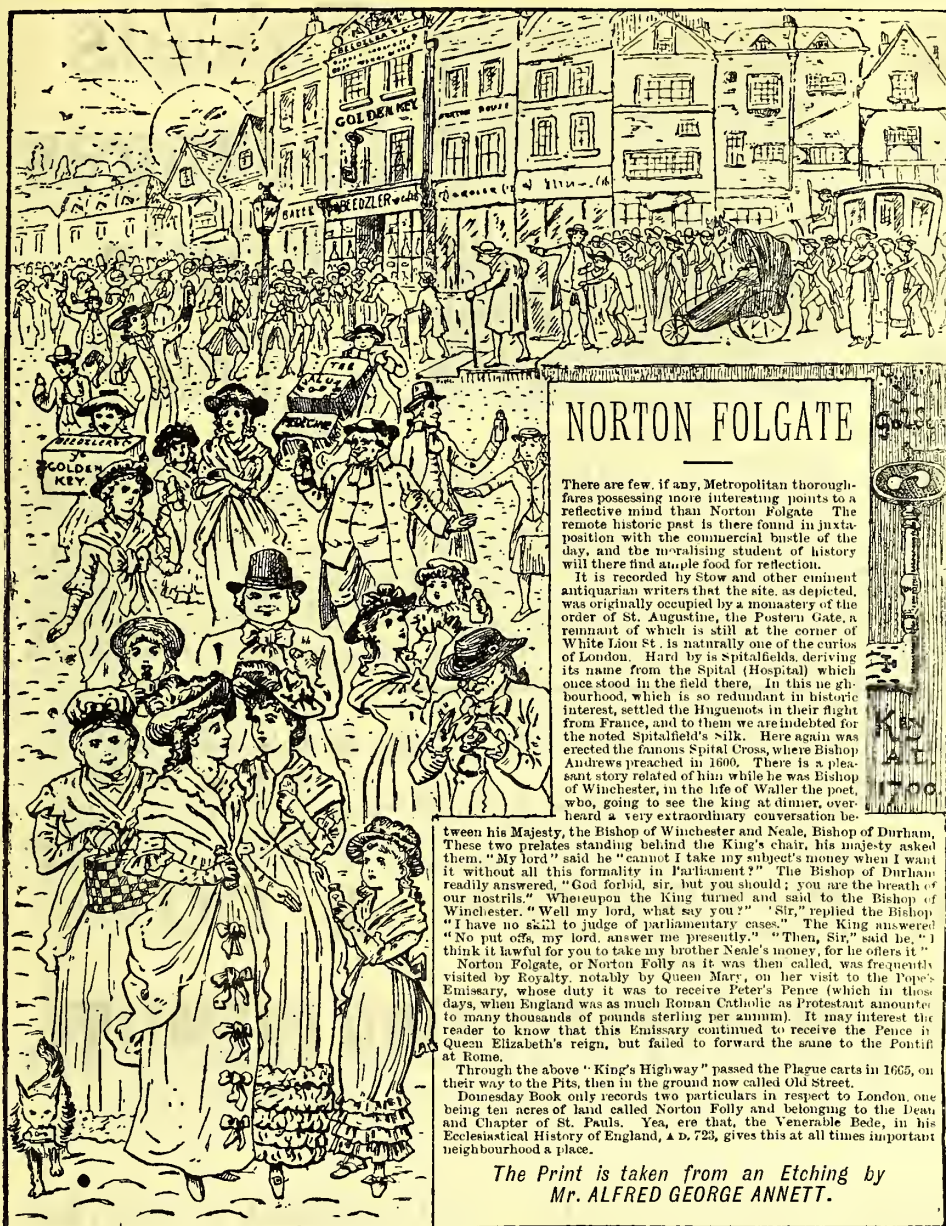 GOLDEN KEY
NORTON HOUSE
BAKER
BEEDZLER & Co
THE
VALUE
OF
MEDICINE
YE
GOLDEN
KEY
NORTON FOLGATE
There are few, if any, Metropolitan thorough-
fares possessing more interesting points to a
reflective mind than Norton Folgate The
remote historic past is there found in juxta-
position with the commercial bustle of the
day, and the moralising student of history
will there find ample food for reflection.
It is recorded by Stow and other eminent
antiquarian writers that the site, as depicted,
was originally occupied by a monastery of the
order of St. Augustine, the Postern Gate, a
remnant of which is still at the corner of
White Lion St. is naturally one of the curios
of London. Hard by is Spitalfields, deriving
its name from the Spital (Hospital) which
once stood in the field there, In this ne gh-
bourhood, which is so redundant in historic
interest, settled the Huguenots in their flight
from France, and to them we are indebted for
the noted Spitalfield's Silk. Here again was
erected the famous Spital Cross, where Bishop
Andrews preached in 1600. There is a plea-
sant story related of him while he was Bishop
of Winchester, in the life of Waller the poet,
who, going to see the king at dinner, over-
heard a very extraordinary conversation be-
tween his Majesty, the Bishop of Winchester and Neale, Bishop of Durham,
These two prelates standing behind the King's chair, his majesty asked
them, "My lord" said he "cannot I take my subject's money when I want
it without all this formality in Parliament?" The Bishop of Durham
readily answered, "God forbid, sir, but you should; you are the breath of
our nostrils." Whereupon the King turned and said to the Bishop of
Winchester. "Well my lord, what say you?" 'Sir," replied the Bishop
"I have no skill to judge of parliamentary cases." The King answered
"No put offs, my lord, answer me presently." "Then, Sir," said he, "I
think it lawful for you to take my brother Neale's money, for he offers it "
Norton Folgate, or Norton Folly as it was then called, was frequently
visited by Royalty, notably by Queen Mary, on her visit to the Pope's
Emissary, whose duty it was to receive Peter's Pence (which in those
days, when England was as much Roman Catholic as Protestant amounted
to many thousands of pounds sterling per annum). It may interest the
reader to know that this Emissary continued to receive the Pence in
Queen Elizabeth's reign, but failed to forward the same to the Pontiff
at Rome.
Through the above "King's Highway" passed the Plague carts in 1665, on
their way to the Pits, then in the ground now called Old Street.
Domesday Book only records two particulars in respect to London, one
being ten acres of land called Norton Folly and belonging to the Dean
and Chapter of St. Pauls. Yea, ere that, the Venerable Bede, in his
Ecclesiastical History of England, A D. 723, gives this at all times important
neighbourhood a place.
KEY
1700
The Print is taken from an Etching by
Mr. ALFRED GEORGE ANNETT.